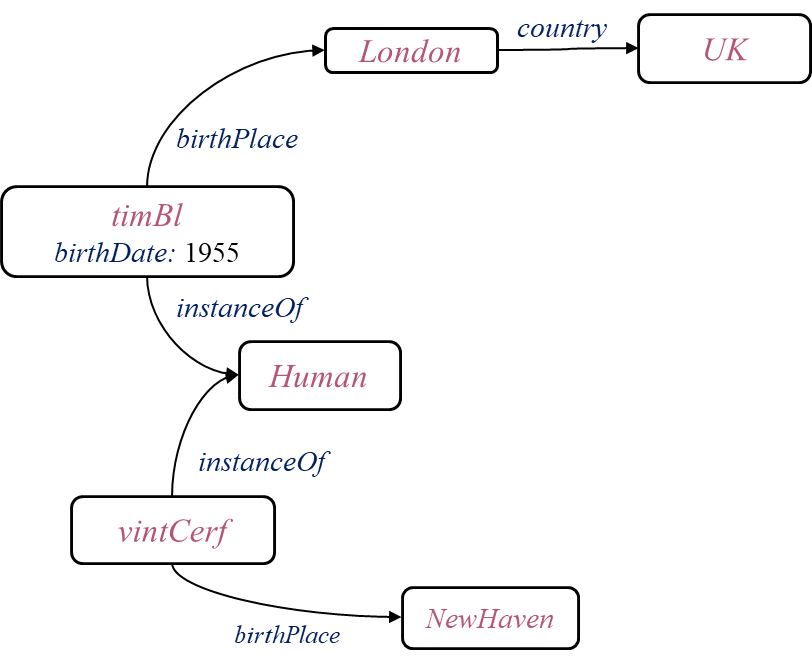 country
London
UK
birthPlace
timBl
birthDate: 1955
instanceOf
Human
instanceOf
vintCerf
NewHaven
birthPlace